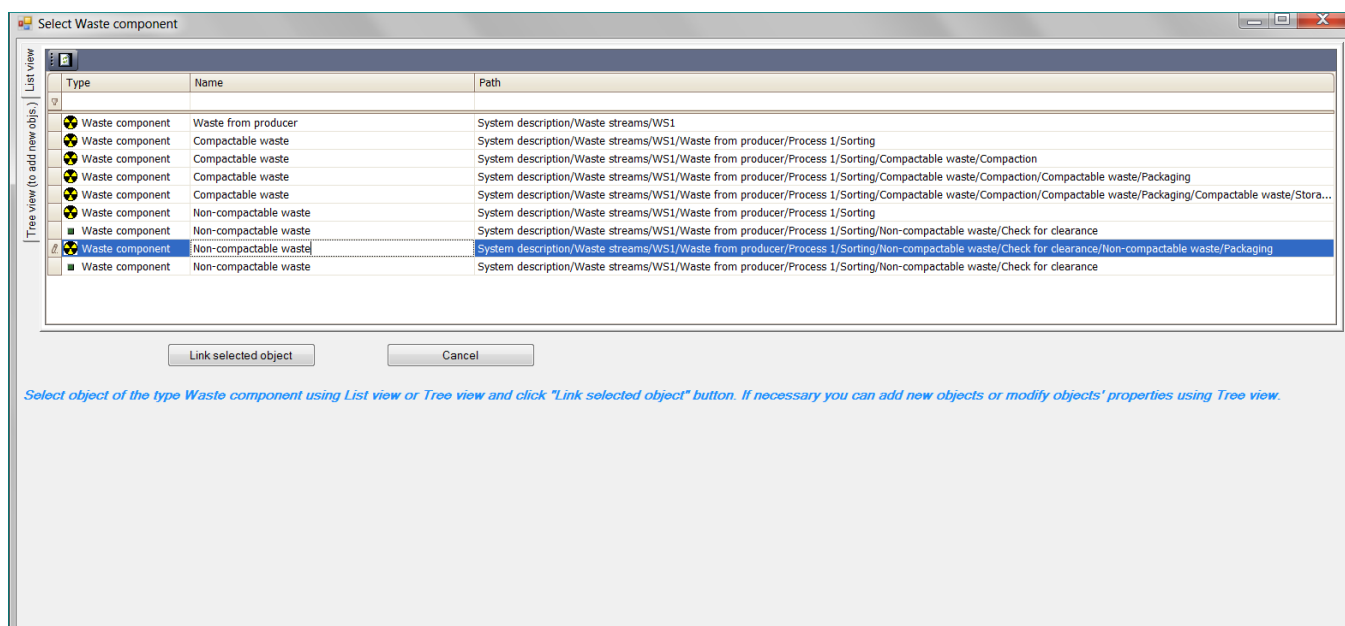 Select Waste component
List view
Tree view (to add new objs.)
Type Name Path
Waste component Waste from producer System description/Waste streams/WS1
Waste component Compactable waste System description/Waste streams/WS1/Waste from producer/Process 1/Sorting
Waste component Compactable waste System description/Waste streams/WS1/Waste from producer/Process 1/Sorting/Compactable waste/Compaction
Waste component Compactable waste System description/Waste streams/WS1/Waste from producer/Process 1/Sorting/Compactable waste/Compaction/Compactable waste/Packaging
Waste component Compactable waste System description/Waste streams/WS1/Waste from producer/Process 1/Sorting/Compactable waste/Compaction/Compactable waste/Packaging/Compactable waste/Stora...
Waste component Non-compactable waste System description/Waste streams/WS1/Waste from producer/Process 1/Sorting
Waste component Non-compactable waste System description/Waste streams/WS1/Waste from producer/Process 1/Sorting/Non-compactable waste/Check for clearance
Waste component Non-compactable waste System description/Waste streams/WS1/Waste from producer/Process 1/Sorting/Non-compactable waste/Check for clearance/Non-compactable waste/Packaging
Waste component Non-compactable waste System description/Waste streams/WS1/Waste from producer/Process 1/Sorting/Non-compactable waste/Check for clearance
Link selected object Cancel
Select object of the type Waste component using List view or Tree view and click "Link selected object" button. If necessary you can add new objects or modify objects' properties using Tree view.